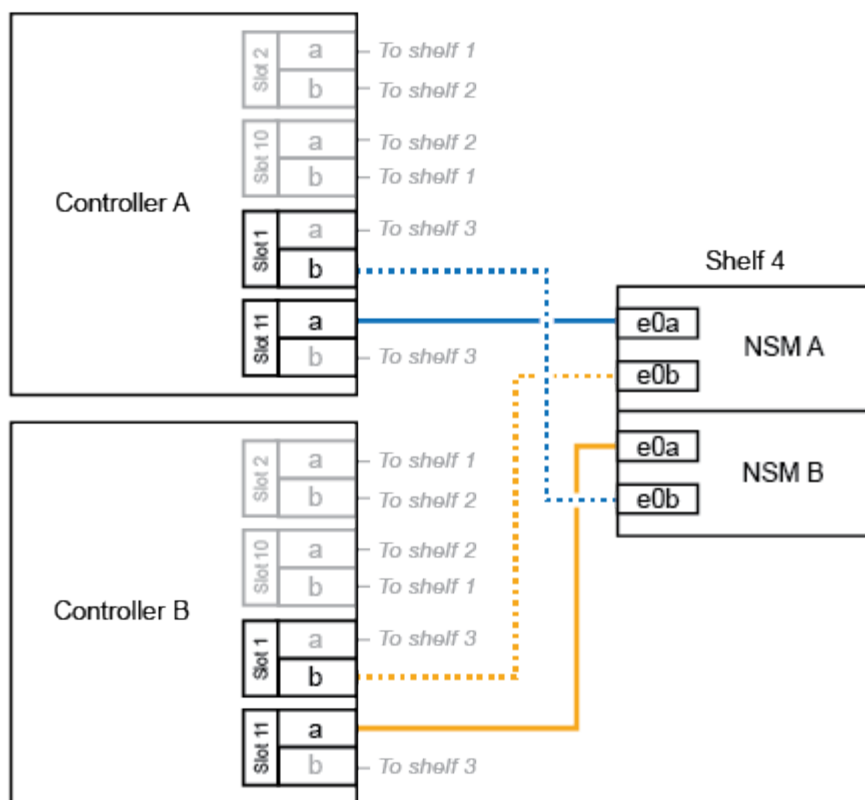 Controller A
Slot 2
a
To shelf 1
b
To shelf 2
Slot 10
a
To shelf 2
b
To shelf 1
Slot 1
a
To shelf 3
b
Slot 11
a
b
To shelf 3
Shelf 4
e0a
NSM A
e0b
e0a
NSM B
e0b
Controller B
Slot 2
a
To shelf 1
b
To shelf 2
Slot 10
a
To shelf 2
b
To shelf 1
Slot 1
a
To shelf 3
b
Slot 11
a
b
To shelf 3